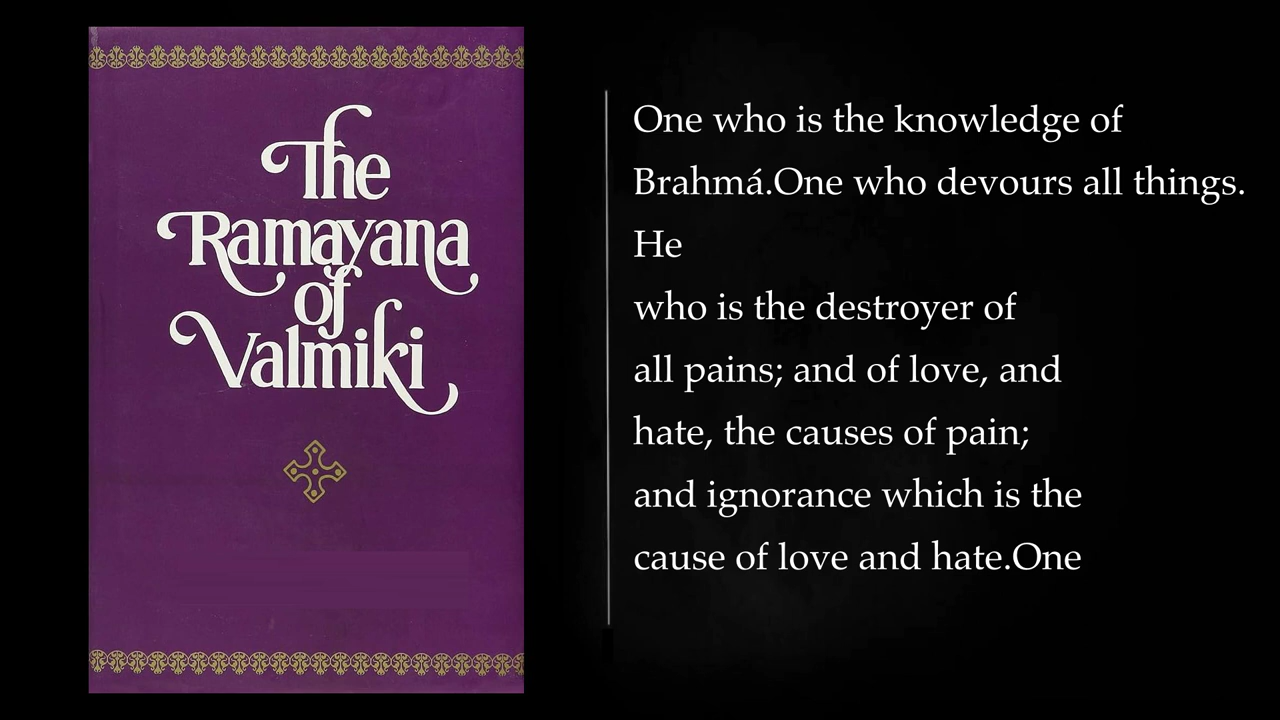 The
Ramayana
of
Valmiki
One who is the knowledge of
Brahmá.One who devours all things.
He
who is the destroyer of
all pains; and of love, and
hate, the causes of pain;
and ignorance which is the
cause of love and hate.One